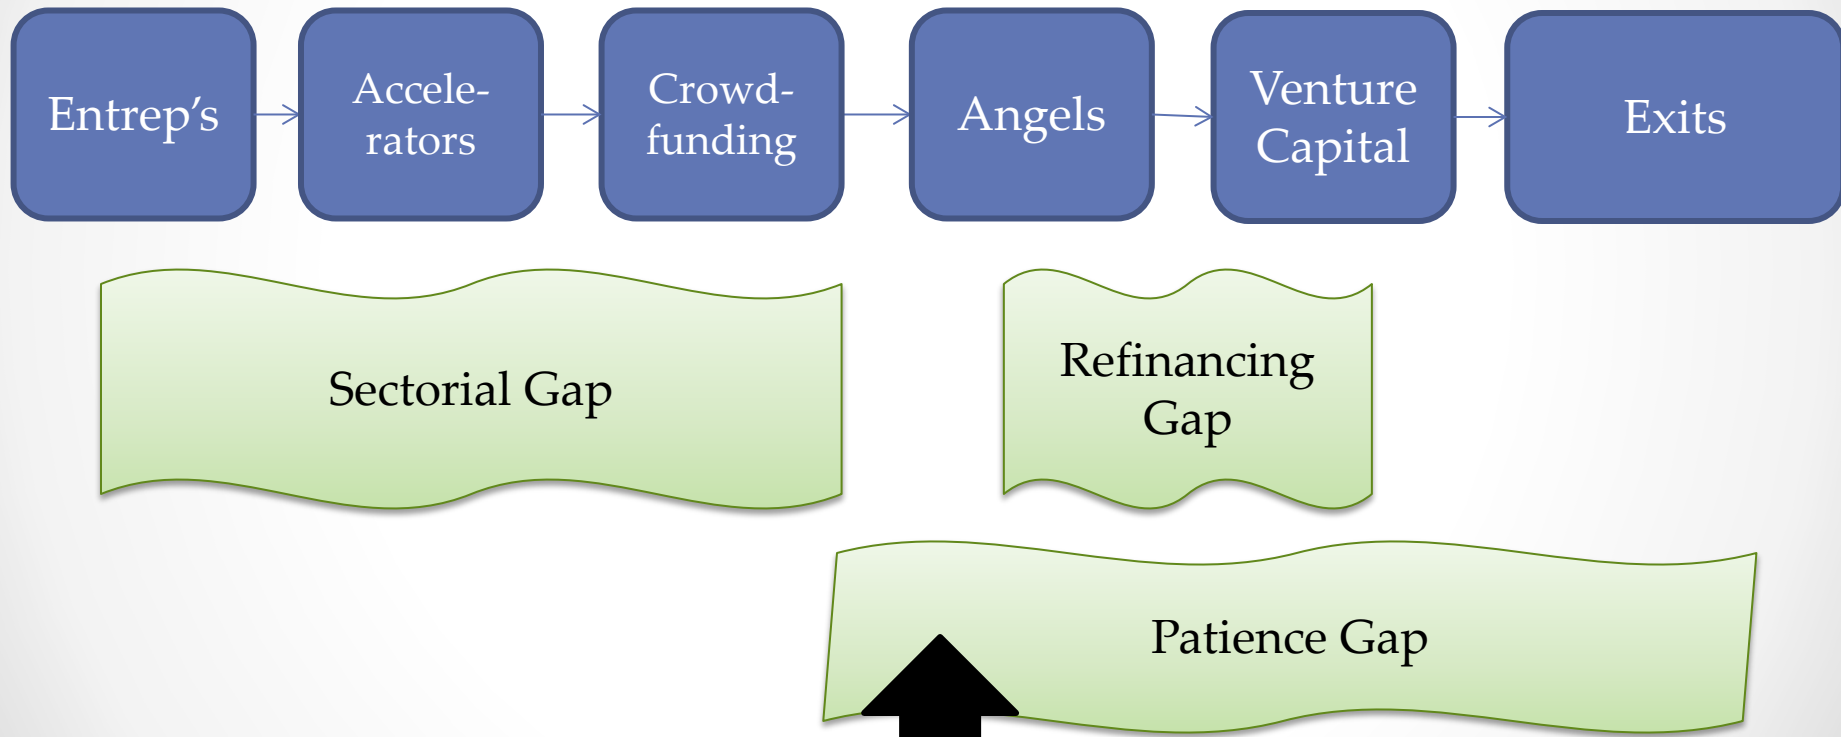 Entrep's
Accele-
rators
Crowd-
funding
Angels
Venture
Capital
Exits
Sectorial Gap
Refinancing
Gap
Patience Gap